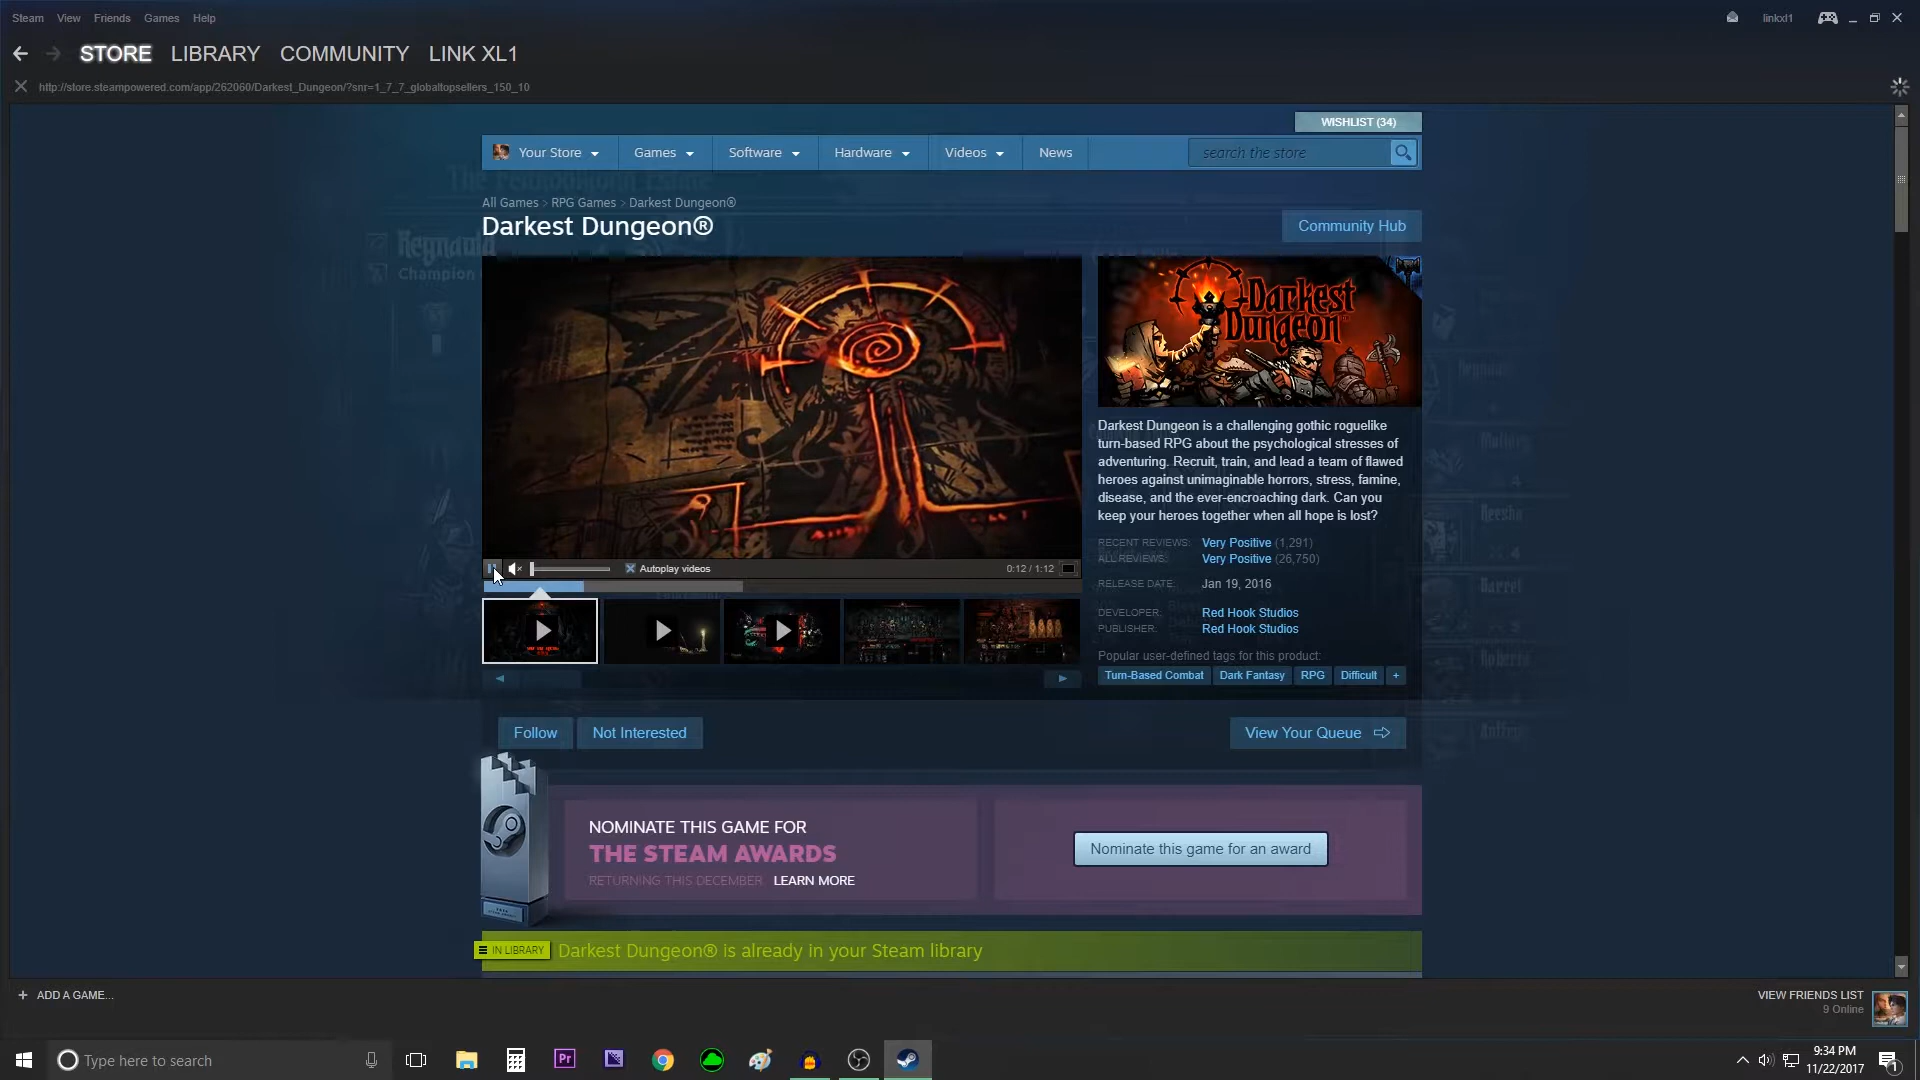 Steam View Friends Games Help
linkxl1
STORE LIBRARY COMMUNITY LINK XL1
http://store.steampowered.com/app/262060/Darkest_Dungeon/?snr=1_7_7_globaltopsellers_150_10
WISHLIST (34)
Your Store Games Software Hardware Videos News search the store
All Games > RPG Games > Darkest Dungeon®
Darkest Dungeon®
Community Hub
Reynauld
Champion
Darkest Dungeon
Darkest Dungeon is a challenging gothic roguelike
turn-based RPG about the psychological stresses of
adventuring. Recruit, train, and lead a team of flawed
heroes against unimaginable horrors, stress, famine,
disease, and the ever-encroaching dark. Can you
keep your heroes together when all hope is lost?
RECENT REVIEWS: Very Positive (1,291)
ALL REVIEWS: Very Positive (26,750)
RELEASE DATE: Jan 19, 2016
DEVELOPER: Red Hook Studios
PUBLISHER: Red Hook Studios
Popular user-defined tags for this product:
Turn-Based Combat Dark Fantasy RPG Difficult +
Autoplay videos 0:12 / 1:12
Follow Not Interested View Your Queue
NOMINATE THIS GAME FOR
THE STEAM AWARDS
RETURNING THIS DECEMBER LEARN MORE
Nominate this game for an award
IN LIBRARY Darkest Dungeon® is already in your Steam library
+ ADD A GAME...
VIEW FRIENDS LIST
9 Online
Type here to search
Pr
9:34 PM
11/22/2017
1